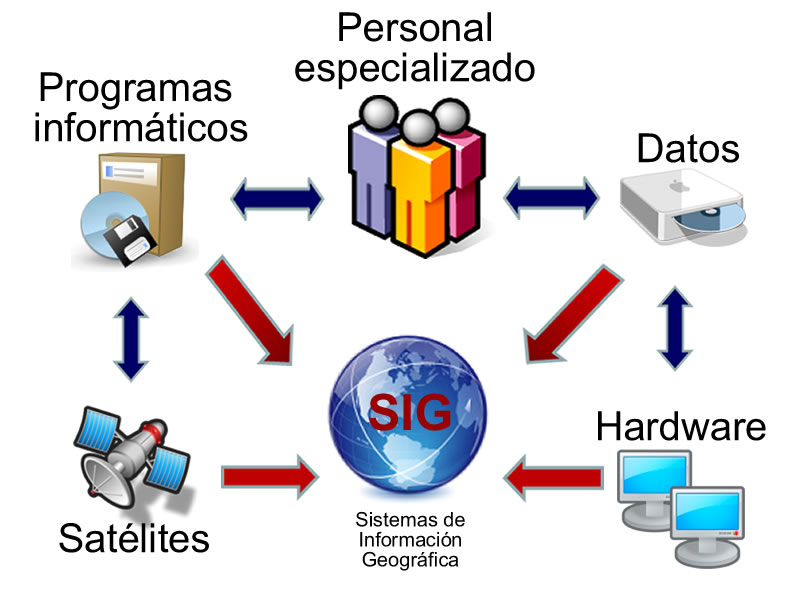 Personal
especializado
Programas
informáticos
Datos
SIG
Hardware
Satélites
Sistemas de
Información
Geográfica